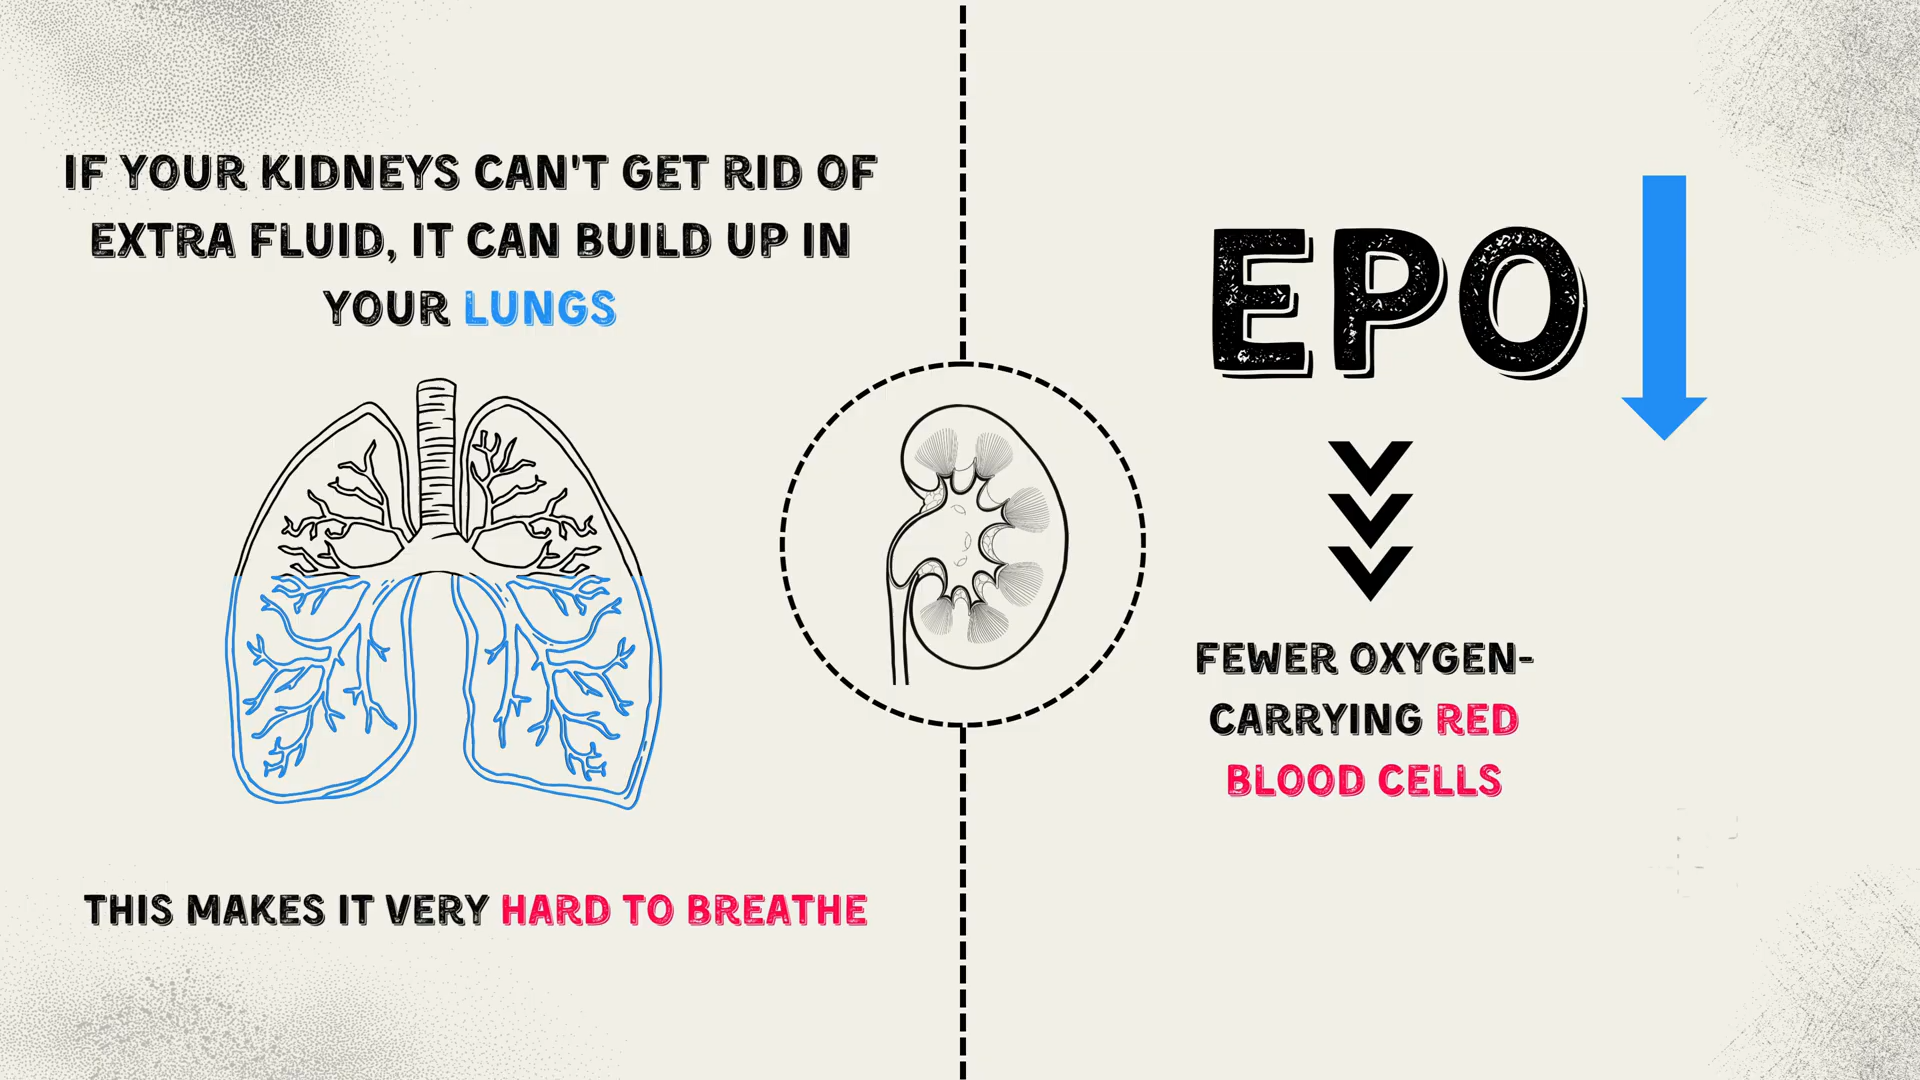 IF YOUR KIDNEYS CAN'T GET RID OF
EXTRA FLUID, IT CAN BUILD UP IN
YOUR LUNGS
THIS MAKES IT VERY HARD TO BREATHE
EPO
FEWER OXYGEN-
CARRYING RED
BLOOD CELLS